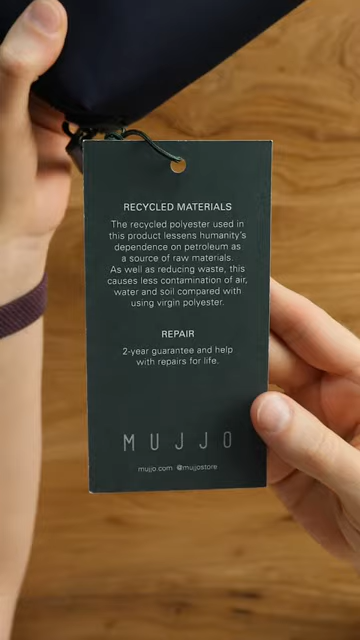 RECYCLED MATERIALS
The recycled polyester used in
this product lessens humanity's
dependence on petroleum as
a source of raw materials.
As well as reducing waste, this
causes less contamination of air,
water and soil compared with
using virgin polyester.
REPAIR
2-year guarantee and help
with repairs for life.
MUJJO
mujjo.com @mujjostore